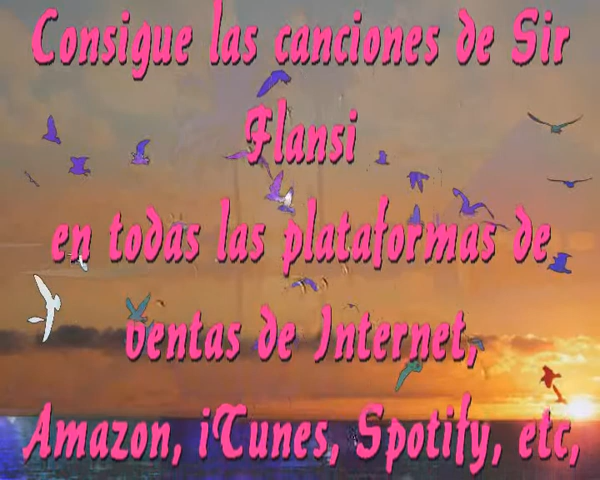 Consigue las canciones de Sir
Flansi
en todas las plataformas de
ventas de Internet,
Amazon, iTunes, Spotify, etc,